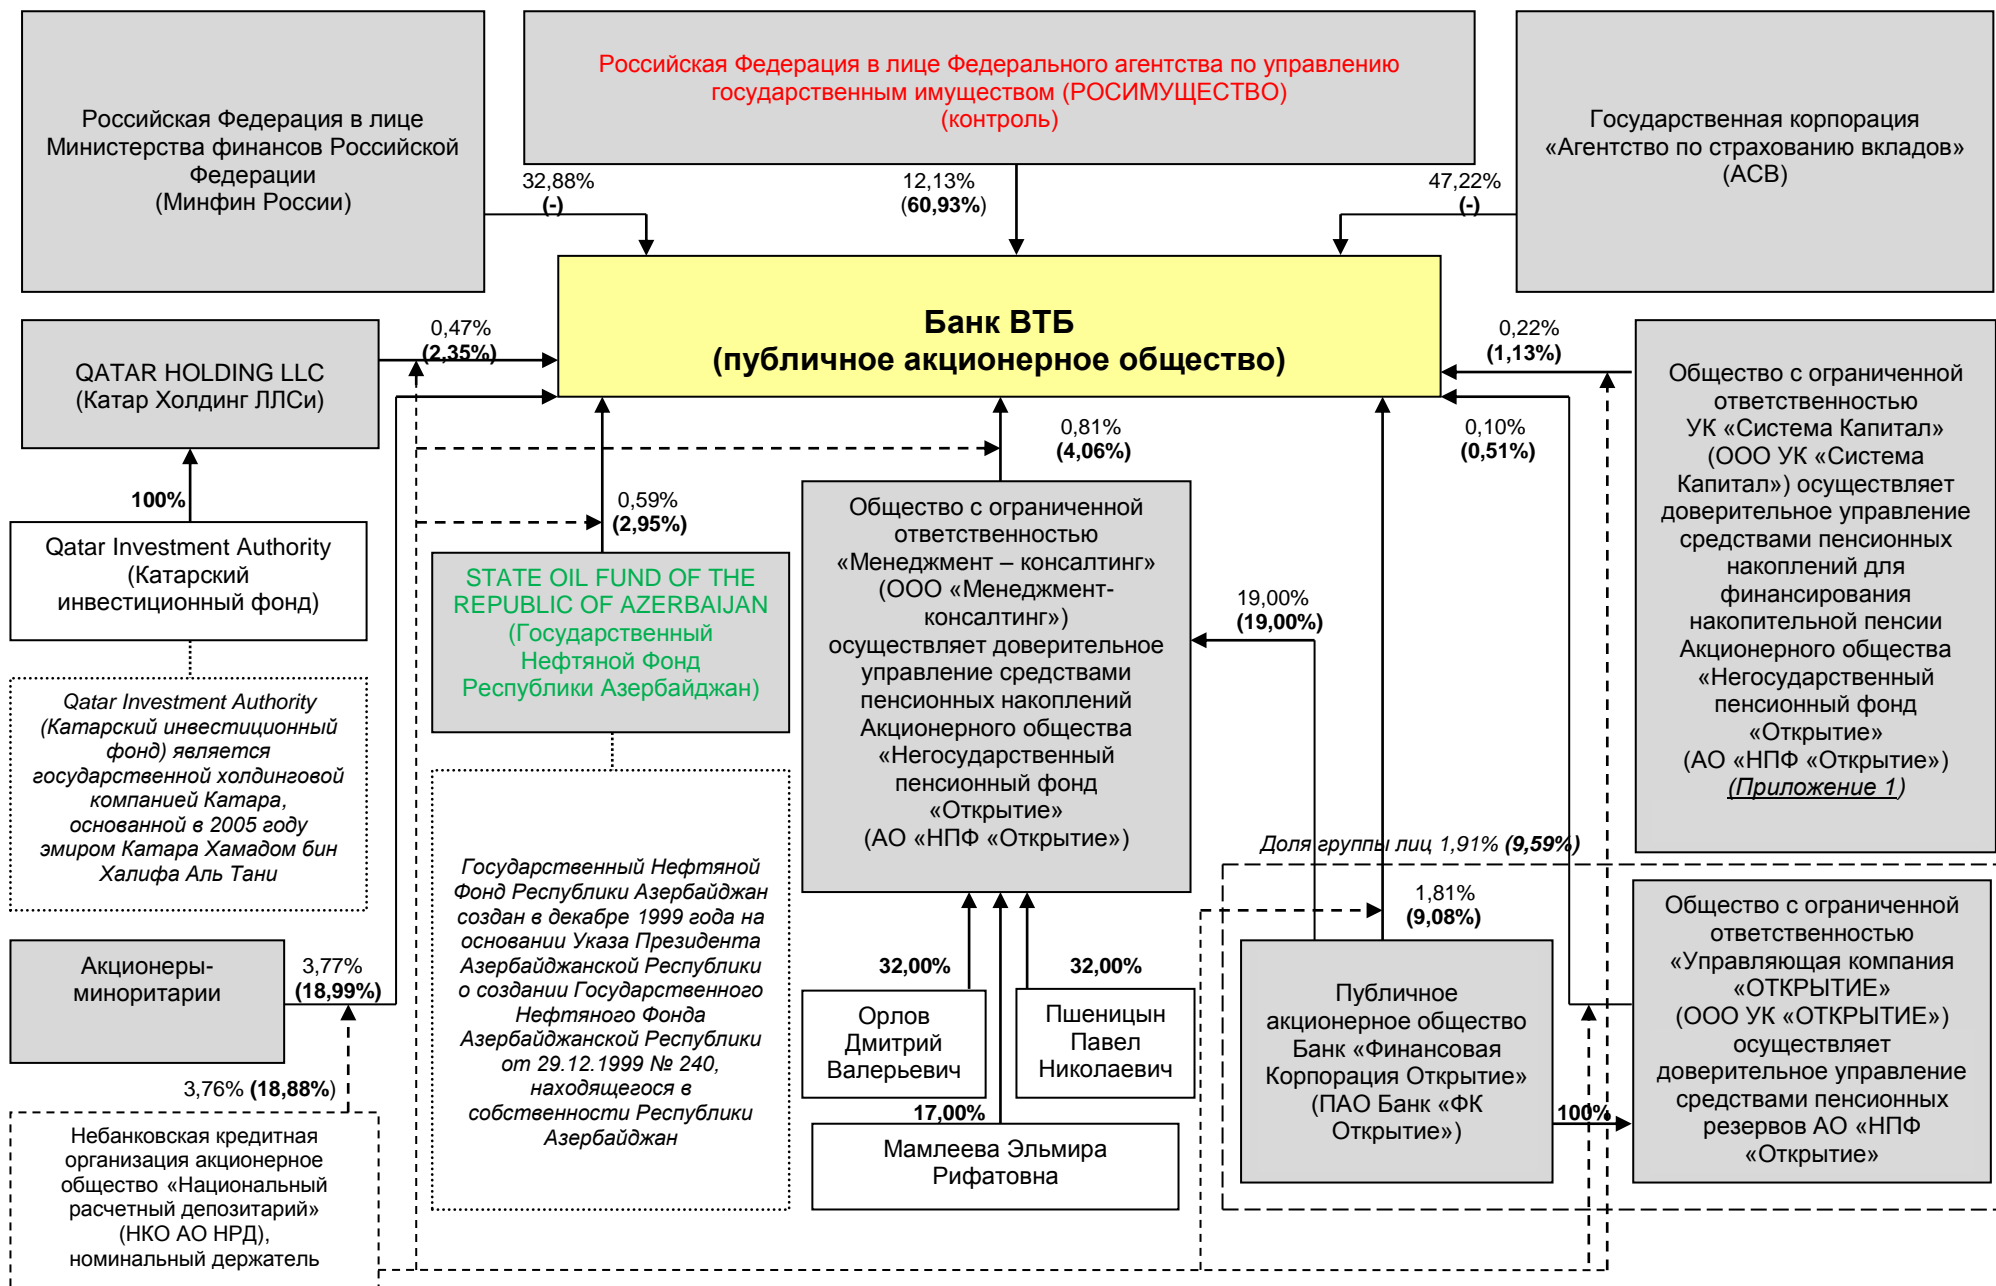 Российская Федерация в лице
Министерства финансов Российской
Федерации
(Минфин России)
Российская Федерация в лице Федерального агентства по управлению
государственным имуществом (РОСИМУЩЕСТВО)
(контроль)
Государственная корпорация
«Агентство по страхованию вкладов»
(АСВ)
32,88%
(-)
12,13%
(60,93%)
47,22%
(-)
Банк ВТБ
(публичное акционерное общество)
QATAR HOLDING LLC
(Катар Холдинг ЛЛСи)
0,47%
(2,35%)
0,22%
(1,13%)
100%
Qatar Investment Authority
(Катарский
инвестиционный фонд)
Qatar Investment Authority
(Катарский инвестиционный
фонд) является
государственной холдинговой
компанией Катара,
основанной в 2005 году
эмиром Катара Хамадом бин
Халифа Аль Тани
0,59%
(2,95%)
STATE OIL FUND OF THE
REPUBLIC OF AZERBAIJAN
(Государственный
Нефтяной Фонд
Республики Азербайджан)
Государственный Нефтяной
Фонд Республики Азербайджан
создан в декабре 1999 года на
основании Указа Президента
Азербайджанской Республики
о создании Государственного
Нефтяного Фонда
Азербайджанской Республики
от 29.12.1999 № 240,
находящегося в
собственности Республики
Азербайджан
0,81%
(4,06%)
Общество с ограниченной
ответственностью
«Менеджмент – консалтинг»
(ООО «Менеджмент-
консалтинг»)
осуществляет доверительное
управление средствами
пенсионных накоплений
Акционерного общества
«Негосударственный
пенсионный фонд
«Открытие»
(АО «НПФ «Открытие»)
0,10%
(0,51%)
19,00%
(19,00%)
Общество с ограниченной
ответственностью
УК «Система Капитал»
(ООО УК «Система
Капитал») осуществляет
доверительное управление
средствами пенсионных
накоплений для
финансирования
накопительной пенсии
Акционерного общества
«Негосударственный
пенсионный фонд
«Открытие»
(АО «НПФ «Открытие»)
(Приложение 1)
Доля группы лиц 1,91% (9,59%)
1,81%
(9,08%)
Акционеры-
миноритарии
3,77%
(18,99%)
3,76% (18,88%)
Небанковская кредитная
организация акционерное
общество «Национальный
расчетный депозитарий»
(НКО АО НРД),
номинальный держатель
32,00%
32,00%
Орлов
Дмитрий
Валерьевич
Пшеницын
Павел
Николаевич
17,00%
Мамлеева Эльмира
Рифатовна
Публичное
акционерное общество
Банк «Финансовая
Корпорация Открытие»
(ПАО Банк «ФК
Открытие»)
100%
Общество с ограниченной
ответственностью
«Управляющая компания
«ОТКРЫТИЕ»
(ООО УК «ОТКРЫТИЕ»)
осуществляет
доверительное управление
средствами пенсионных
резервов АО «НПФ
«Открытие»